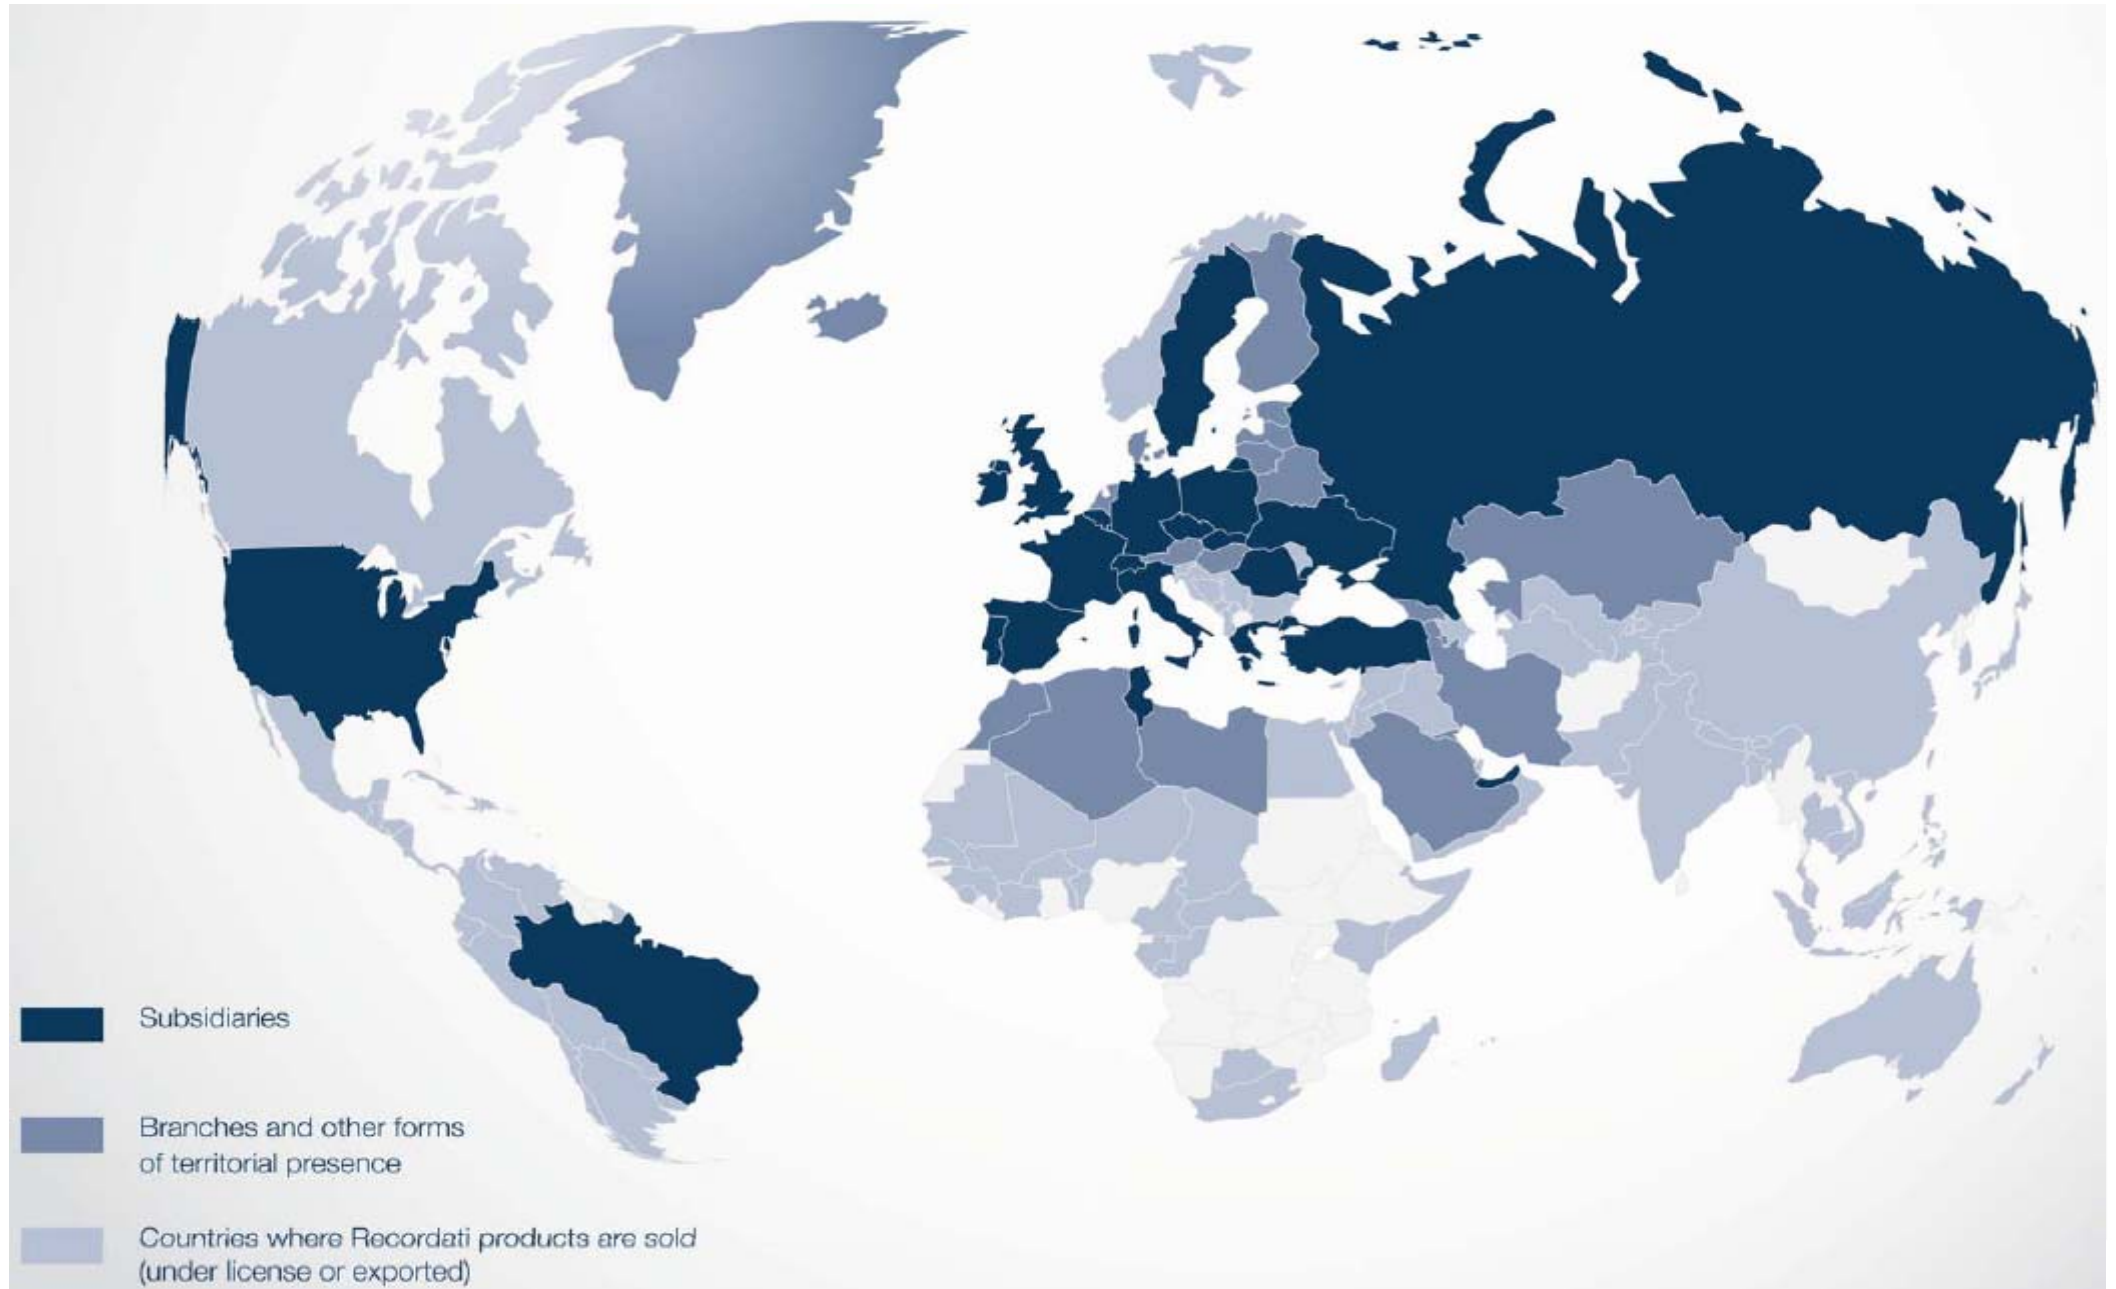 Subsidiaries
Branches and other forms
of territorial presence
Countries where Recordati products are sold
(under license or exported)